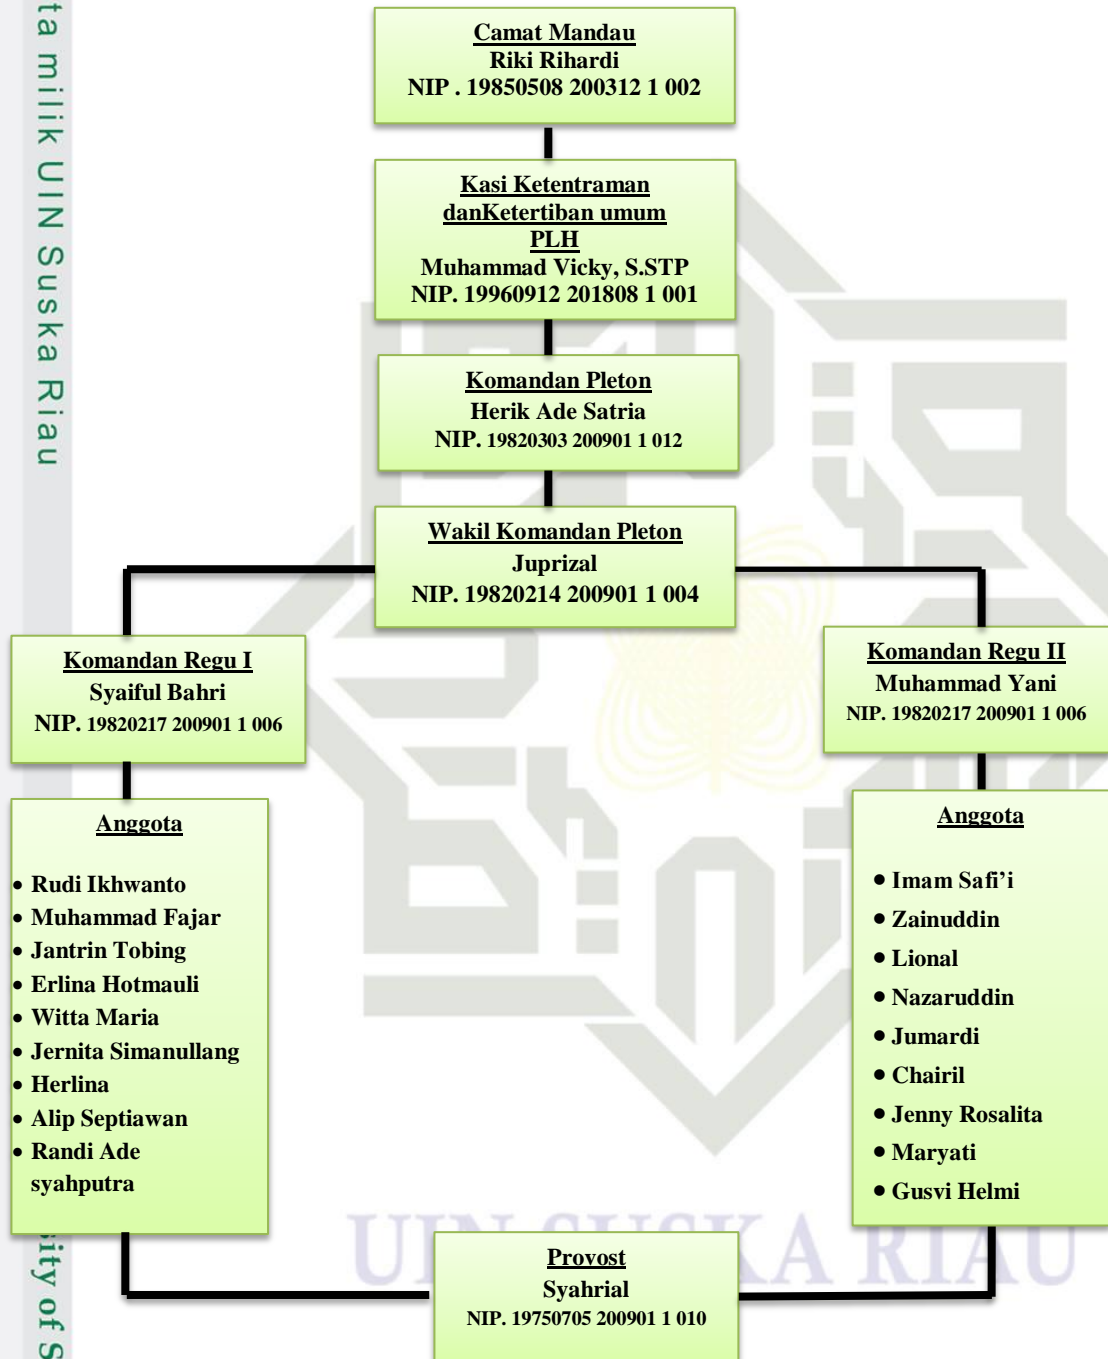 ta milik UIN Suska Riau
Camat Mandau
Riki Rihardi
NIP . 19850508 200312 1 002
Kasi Ketentraman
danKetertiban umum
PLH
Muhammad Vicky, S.STP
NIP. 19960912 201808 1 001
Komandan Pleton
Herik Ade Satria
NIP. 19820303 200901 1 012
Wakil Komandan Pleton
Juprizal
NIP. 19820214 200901 1 004
Komandan Regu I
Syaiful Bahri
NIP. 19820217 200901 1 006
Komandan Regu II
Muhammad Yani
NIP. 19820217 200901 1 006
Anggota
• Rudi Ikhwanto
• Muhammad Fajar
• Jantrin Tobing
• Erlina Hotmauli
• Witta Maria
• Jernita Simanullang
• Herlina
• Alip Septiawan
• Randi Ade
syahputra
Anggota
• Imam Safi’i
• Zainuddin
• Lional
• Nazaruddin
• Jumardi
• Chairil
• Jenny Rosalita
• Maryati
• Gusvi Helmi
Provost
Syahrial
NIP. 19750705 200901 1 010
UIN SUSKA RIAU
sity of S